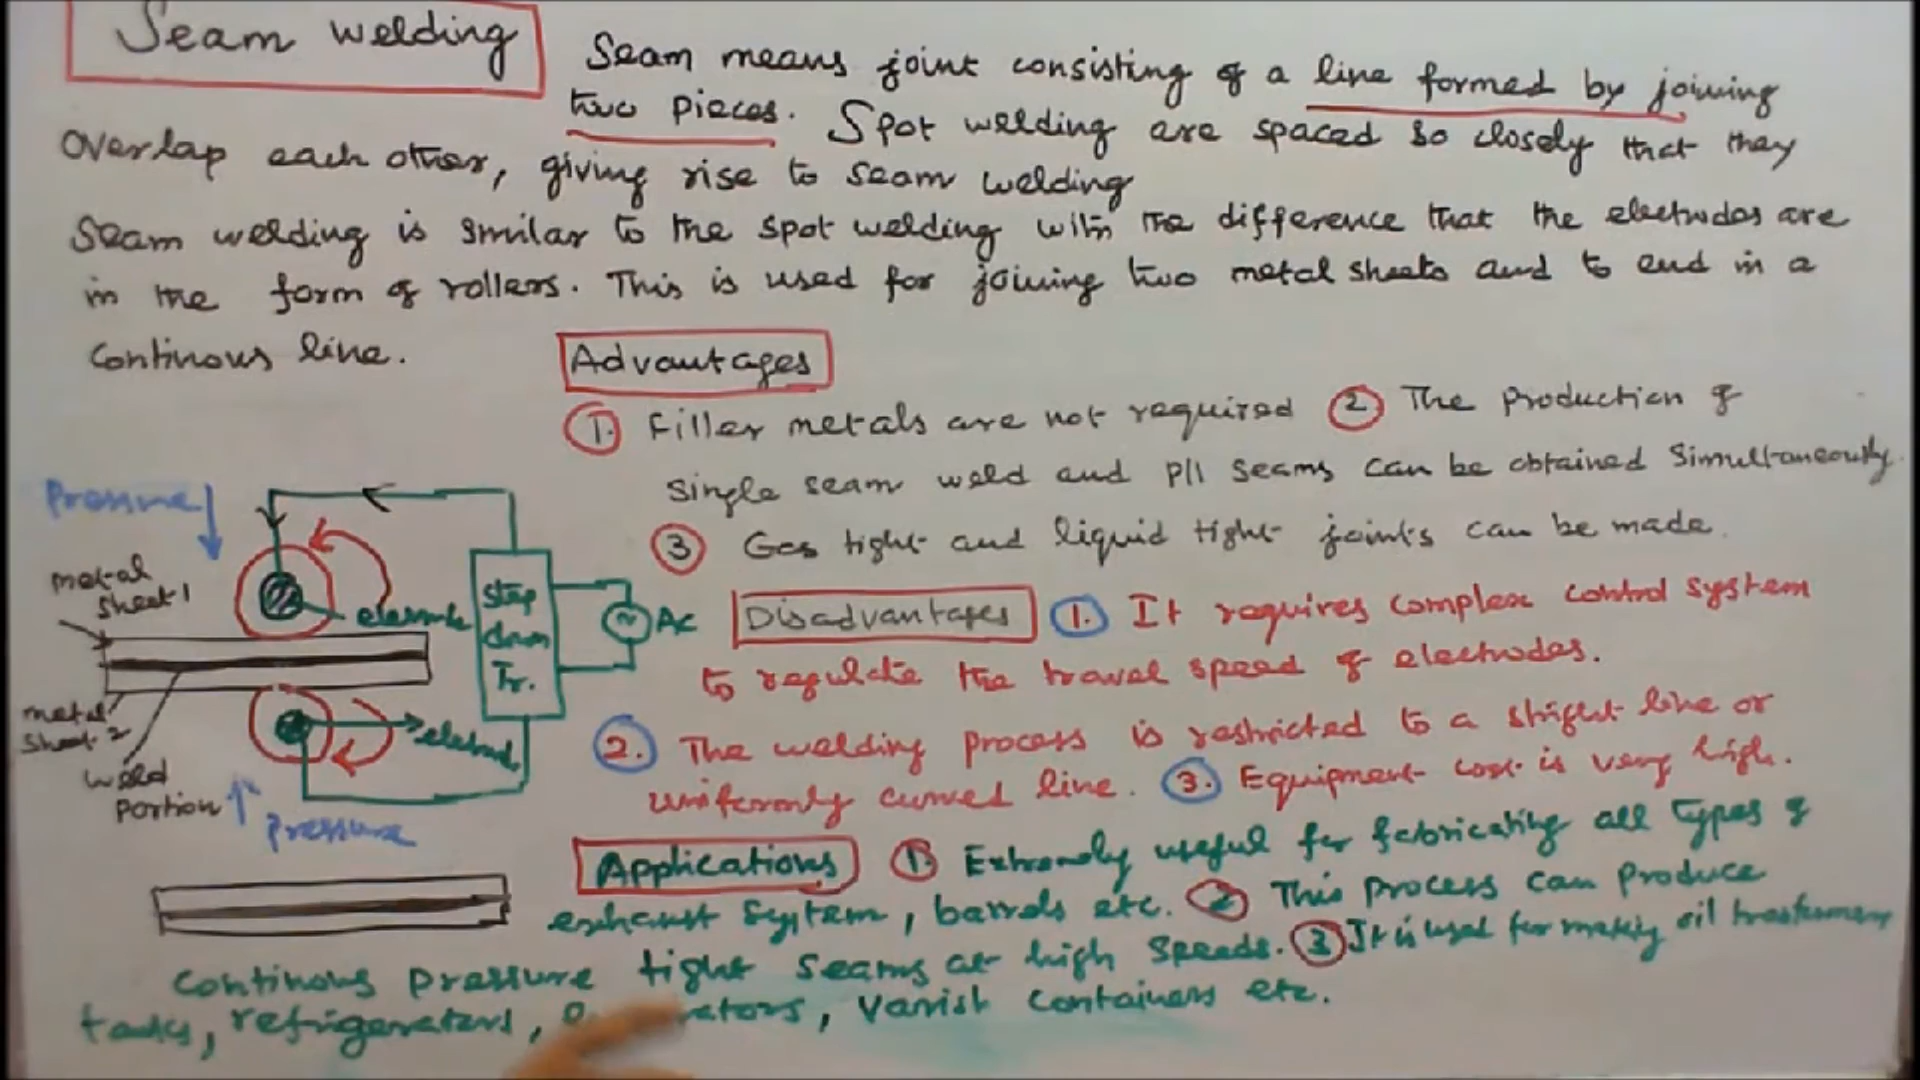 Seam welding
Seam means joint consisting of a line formed by joining
two pieces. Spot welding are spaced so closely that they
overlap each other, giving rise to seam welding
Seam welding is similar to the spot welding with the difference that the electrodes are
in the form of rollers. This is used for joining two metal sheets and to end in a
continous line.
Advantages
1. Filler metals are not required 2 The production of
single seam weld and P/l seams can be obtained simultaneously.
3 Gas tight and liquid tight joints can be made.
Disadvantages 1. It requires complex control system
to regulate the travel speed of electrodes.
2. The welding process is restricted to a stright line or
uniformly curved line. 3. Equipment cost is very high.
Applications 1. Extremely useful for fabricating all types of
exhaust system, barrels etc. 2 This process can produce
continous pressure tight seams at high speeds. 3 It is used for making oil trasformers
tanks, refrigerators, Vanish containers etc.
Pressure
metal
sheet 1
electrode
Step
down
Tr.
AC
metal
sheet 2
electrode
weld
portion
Pressure